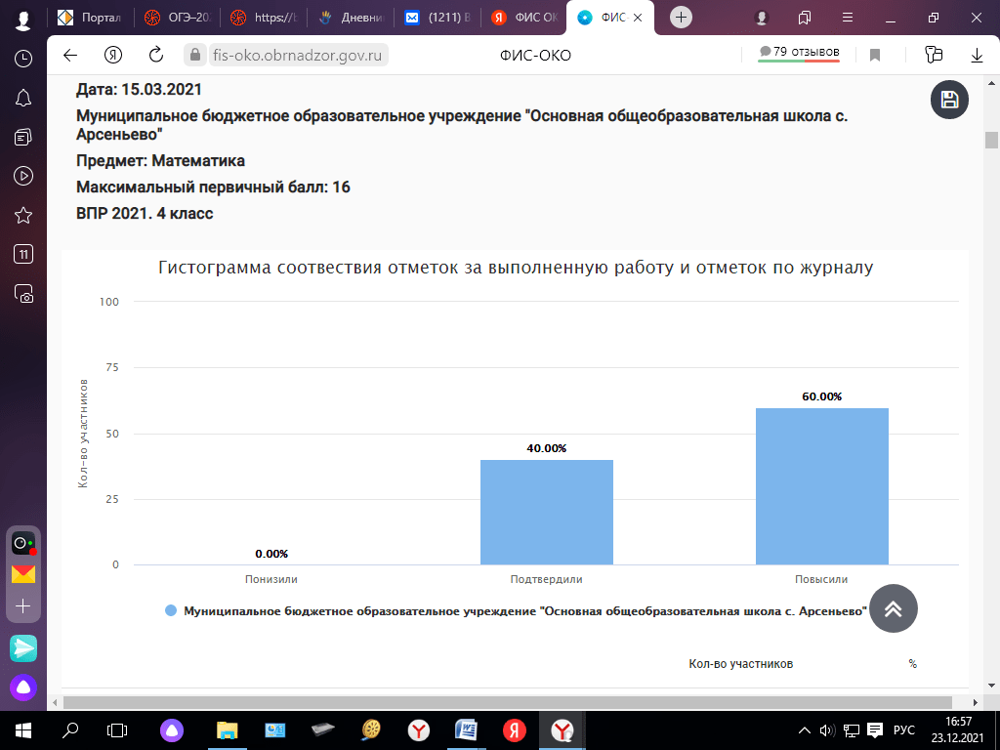 Портал
ОГЭ–20
https://
Дневни
(1211) В
ФИС ОК
ФИС-
fis-oko.obrnadzor.gov.ru
ФИС-ОКО
79 отзывов
11
Дата: 15.03.2021
Муниципальное бюджетное образовательное учреждение "Основная общеобразовательная школа с.
Арсеньево"
Предмет: Математика
Максимальный первичный балл: 16
ВПР 2021. 4 класс
Гистограмма соотвествия отметок за выполненную работу и отметок по журналу
Кол-во участников
100
75
50
25
0
0.00%
40.00%
60.00%
Понизили
Подтвердили
Повысили
Муниципальное бюджетное образовательное учреждение "Основная общеобразовательная школа с. Арсеньево"
Кол-во участников
%
РУС
16:57
23.12.2021